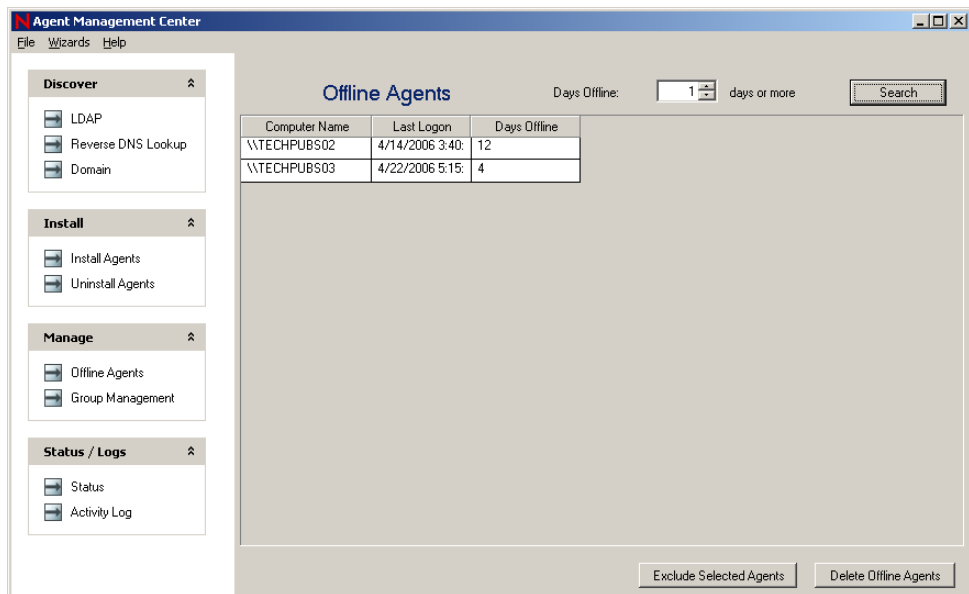 Agent Management Center
File Wizards Help
Discover
LDAP
Reverse DNS Lookup
Domain
Install
Install Agents
Uninstall Agents
Manage
Offline Agents
Group Management
Status / Logs
Status
Activity Log
Offline Agents Days Offline: 1 days or more Search
Computer Name Last Logon Days Offline
\\TECHPUBS02 4/14/2006 3:40: 12
\\TECHPUBS03 4/22/2006 5:15: 4
Exclude Selected Agents Delete Offline Agents